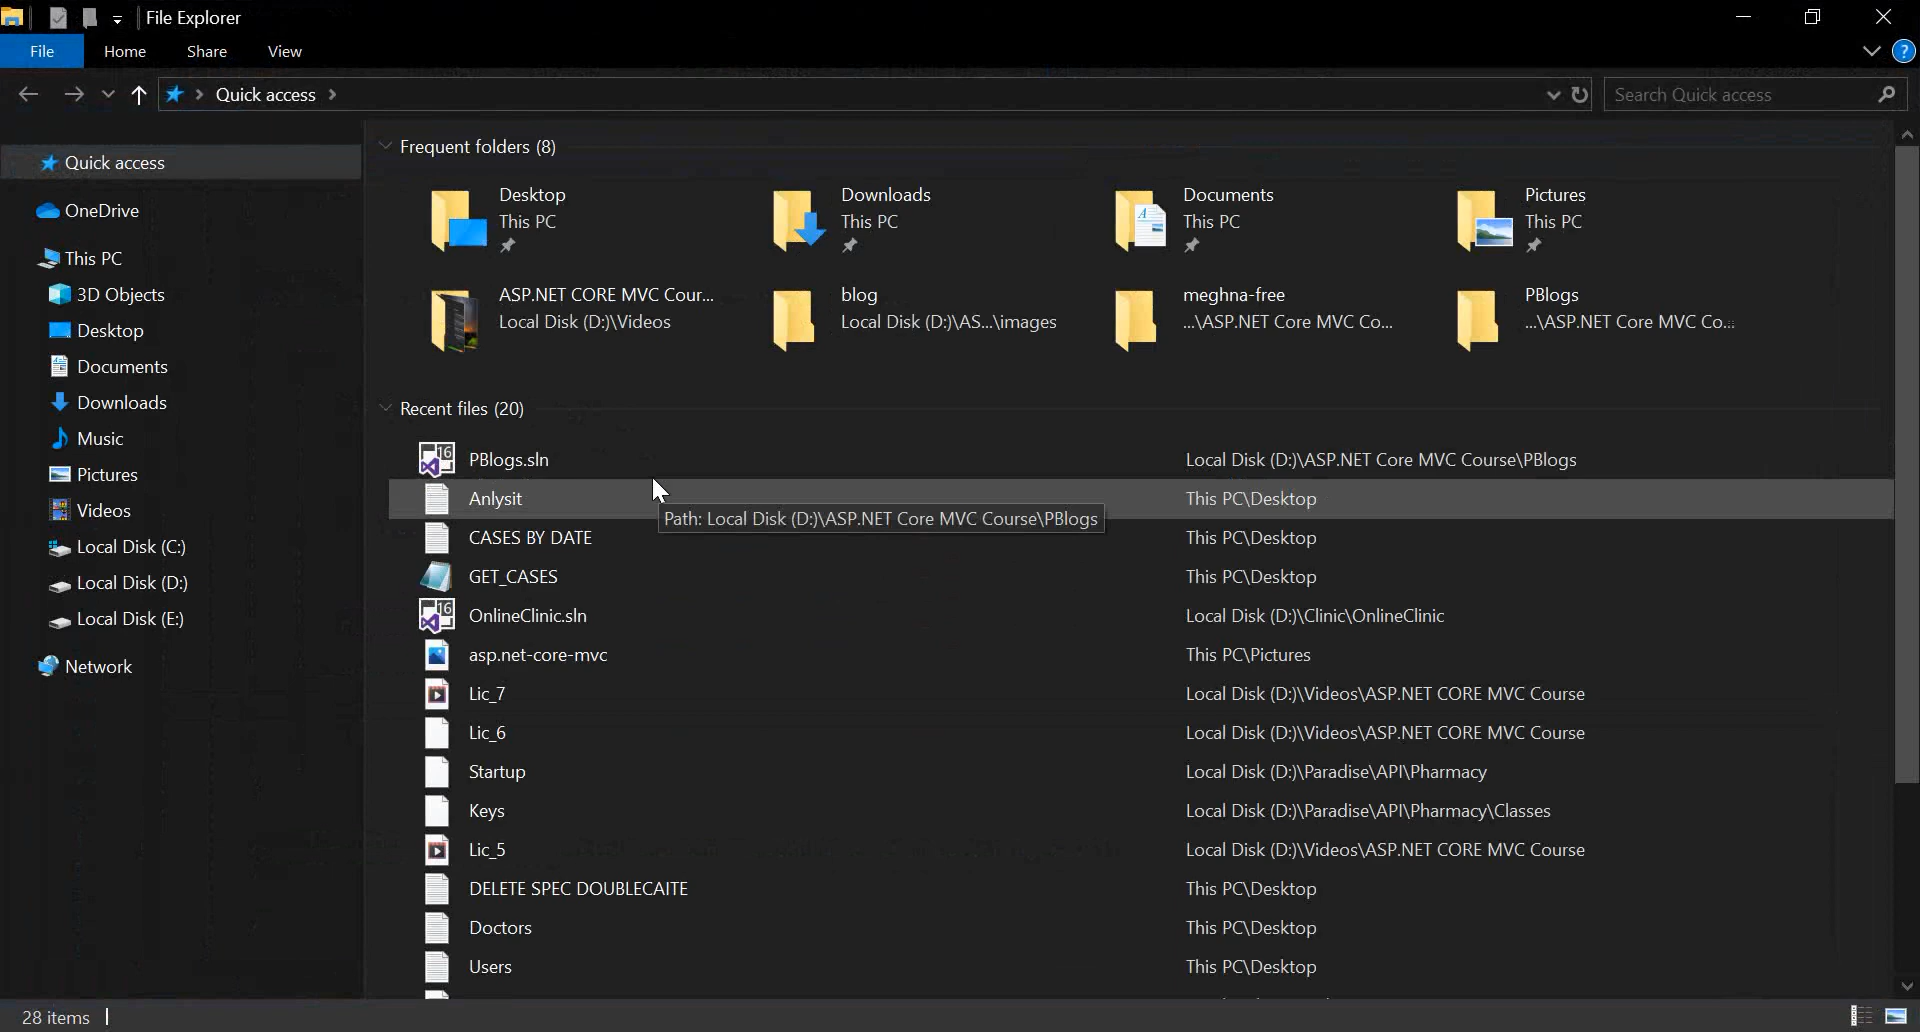 File Explorer
File Home Share View
Quick access
Search Quick access
Quick access
OneDrive
This PC
3D Objects
Desktop
Documents
Downloads
Music
Pictures
Videos
Local Disk (C:)
Local Disk (D:)
Local Disk (E:)
Network
Frequent folders (8)
Desktop
This PC
Downloads
This PC
Documents
This PC
Pictures
This PC
ASP.NET CORE MVC Cour...
Local Disk (D:)\Videos
blog
Local Disk (D:)\AS...\images
meghna-free
...\ASP.NET Core MVC Co...
PBlogs
...\ASP.NET Core MVC Co...
Recent files (20)
PBlogs.sln Local Disk (D:)\ASP.NET Core MVC Course\PBlogs
Anlysit This PC\Desktop
Path: Local Disk (D:)\ASP.NET Core MVC Course\PBlogs
CASES BY DATE This PC\Desktop
GET_CASES This PC\Desktop
OnlineClinic.sln Local Disk (D:)\Clinic\OnlineClinic
asp.net-core-mvc This PC\Pictures
Lic_7 Local Disk (D:)\Videos\ASP.NET CORE MVC Course
Lic_6 Local Disk (D:)\Videos\ASP.NET CORE MVC Course
Startup Local Disk (D:)\Paradise\API\Pharmacy
Keys Local Disk (D:)\Paradise\API\Pharmacy\Classes
Lic_5 Local Disk (D:)\Videos\ASP.NET CORE MVC Course
DELETE SPEC DOUBLECAITE This PC\Desktop
Doctors This PC\Desktop
Users This PC\Desktop
28 items